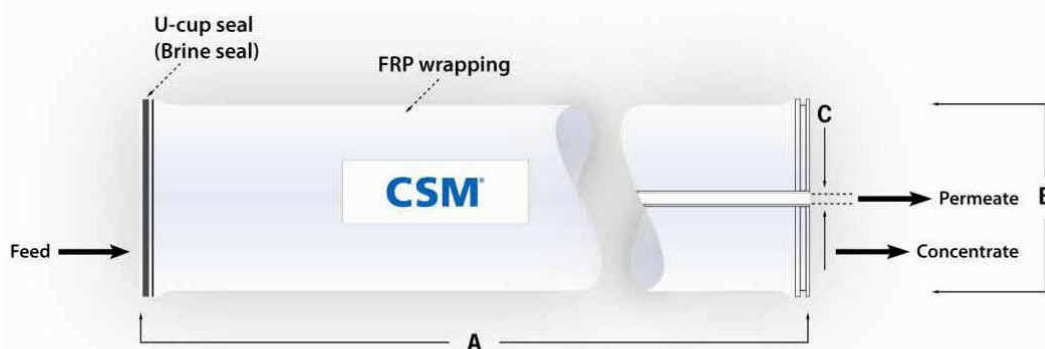 U-cup seal
(Brine seal)
FRP wrapping
C
CSM®
Permeate
B
Feed
Concentrate
A